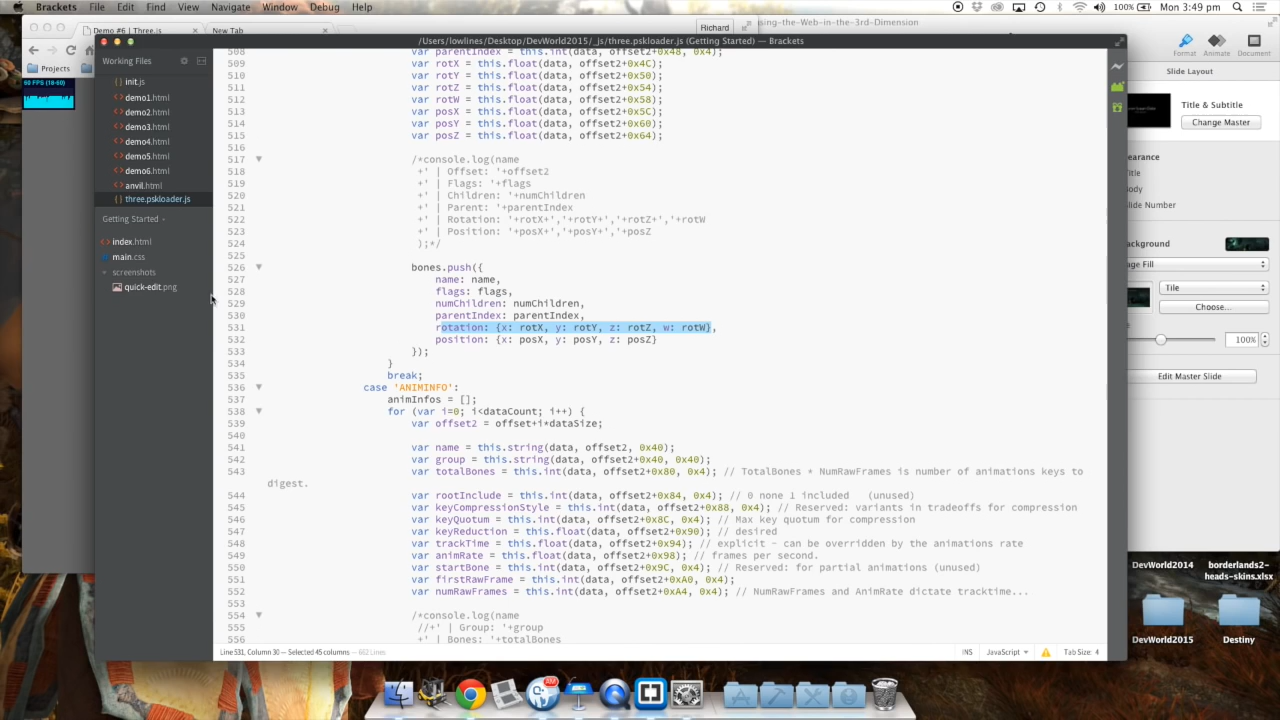 Brackets File Edit Find View Navigate Window Debug Help
100% Mon 3:49 pm
Demo #6 | Three.js
New Tab
Richard
sing-the-Web-in-the-3rd-Dimension
/Users/lowlines/Desktop/DevWorld2015/_js/three.pskloader.js (Getting Started) — Brackets
Projects
60 FPS (18-60)
Working Files
init.js
demo1.html
demo2.html
demo3.html
demo4.html
demo5.html
demo6.html
anvil.html
three.pskloader.js
Getting Started
index.html
main.css
screenshots
quick-edit.png
508 var parentIndex = this.int(data, offset2+0x48, 0x4);
509 var rotX = this.float(data, offset2+0x4C);
510 var rotY = this.float(data, offset2+0x50);
511 var rotZ = this.float(data, offset2+0x54);
512 var rotW = this.float(data, offset2+0x58);
513 var posX = this.float(data, offset2+0x5C);
514 var posY = this.float(data, offset2+0x60);
515 var posZ = this.float(data, offset2+0x64);
516
517 /*console.log(name
518 +' | Offset: '+offset2
519 +' | Flags: '+flags
520 +' | Children: '+numChildren
521 +' | Parent: '+parentIndex
522 +' | Rotation: '+rotX+','+rotY+','+rotZ+','+rotW
523 +' | Position: '+posX+','+posY+','+posZ
524 );*/
525
526 bones.push({
527 name: name,
528 flags: flags,
529 numChildren: numChildren,
530 parentIndex: parentIndex,
531 rotation: {x: rotX, y: rotY, z: rotZ, w: rotW},
532 position: {x: posX, y: posY, z: posZ}
533 });
534 }
535 break;
536 case 'ANIMINFO':
537 animInfos = [];
538 for (var i=0; i<dataCount; i++) {
539 var offset2 = offset+i*dataSize;
540
541 var name = this.string(data, offset2, 0x40);
542 var group = this.string(data, offset2+0x40, 0x40);
543 var totalBones = this.int(data, offset2+0x80, 0x4); // TotalBones * NumRawFrames is number of animations keys to
digest.
544 var rootInclude = this.int(data, offset2+0x84, 0x4); // 0 none 1 included (unused)
545 var keyCompressionStyle = this.int(data, offset2+0x88, 0x4); // Reserved: variants in tradeoffs for compression
546 var keyQuotum = this.int(data, offset2+0x8C, 0x4); // Max key quotum for compression
547 var keyReduction = this.float(data, offset2+0x90); // desired
548 var trackTime = this.float(data, offset2+0x94); // explicit - can be overridden by the animations rate
549 var animRate = this.float(data, offset2+0x98); // frames per second.
550 var startBone = this.int(data, offset2+0x9C, 0x4); // Reserved: for partial animations (unused)
551 var firstRawFrame = this.int(data, offset2+0xA0, 0x4);
552 var numRawFrames = this.int(data, offset2+0xA4, 0x4); // NumRawFrames and AnimRate dictate tracktime...
553
554 /*console.log(name
555 //+' | Group: '+group
556 +' | Bones: '+totalBones
Line 531, Column 30 — Selected 45 columns — 662 Lines
INS JavaScript Tab Size: 4
Format Animate Document
Slide Layout
Title & Subtitle
Change Master
earance
Title
ody
Slide Number
ackground
age Fill
Tile
Choose...
100%
Edit Master Slide
DevWorld2014
borderlands2-
heads-skins.xlsx
DevWorld2015
Destiny